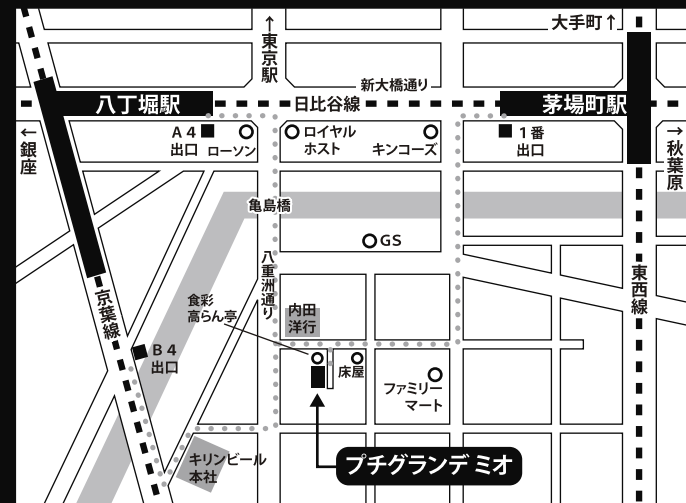 大手町↑
↑東京駅
新大橋通り
八丁堀駅
日比谷線
茅場町駅
←銀座
A4
出口
ローソン
ロイヤル
ホスト
キンコーズ
1番
出口
→秋葉原
亀島橋
GS
八重洲通り
東西線
京葉線
食彩
高らん亭
内田
洋行
B4
出口
床屋
ファミリー
マート
キリンビール
本社
プチグランデ ミオ